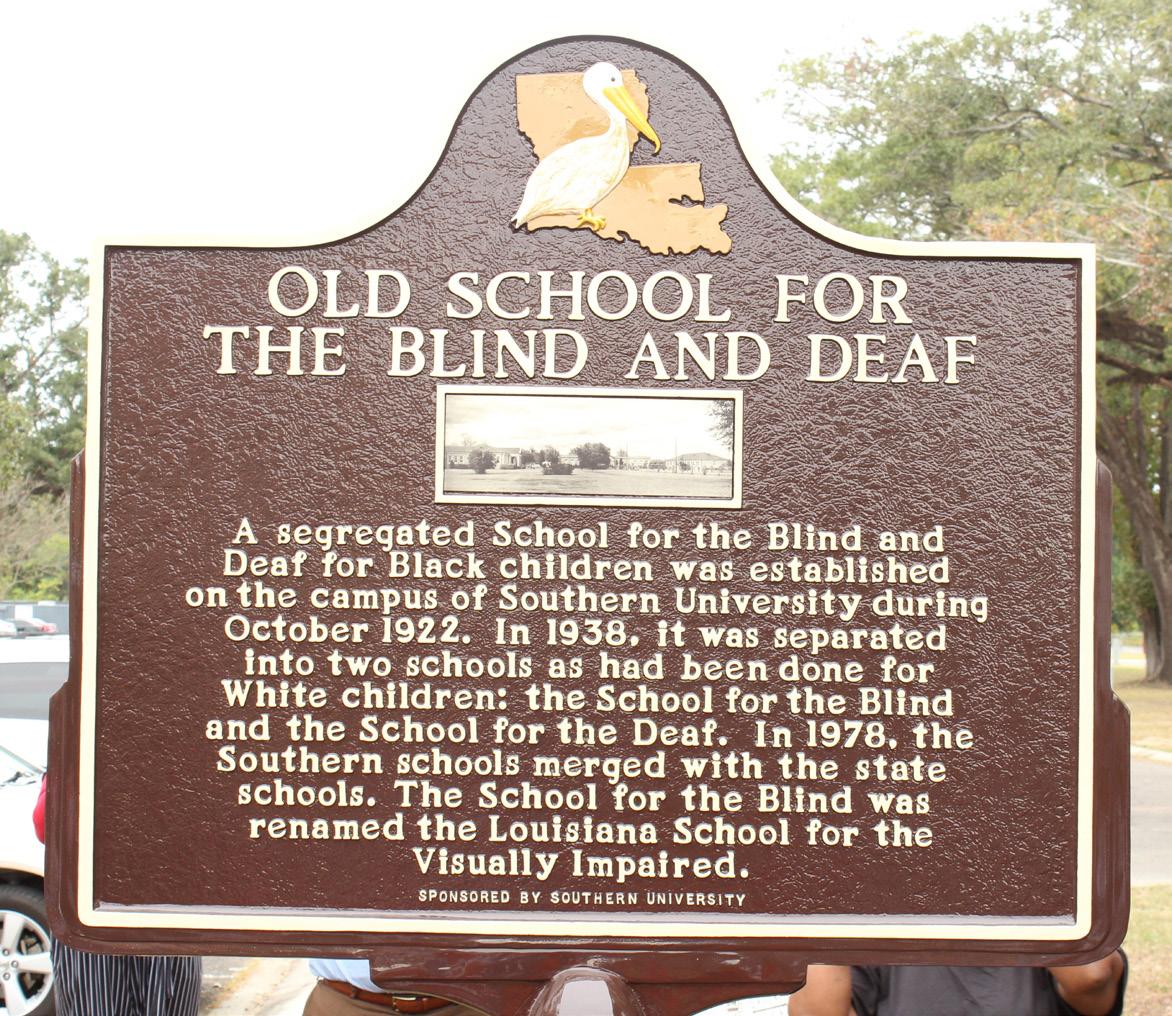 OLD SCHOOL FOR
THE BLIND AND DEAF
A segregated School for the Blind and
Deaf for Black children was established
on the campus of Southern University during
October 1922. In 1938, it was separated
into two schools as had been done for
White children: the School for the Blind
and the School for the Deaf. In 1978, the
Southern schools merged with the state
schools. The School for the Blind was
renamed the Louisiana School for the
Visually Impaired.
SPONSORED BY SOUTHERN UNIVERSITY